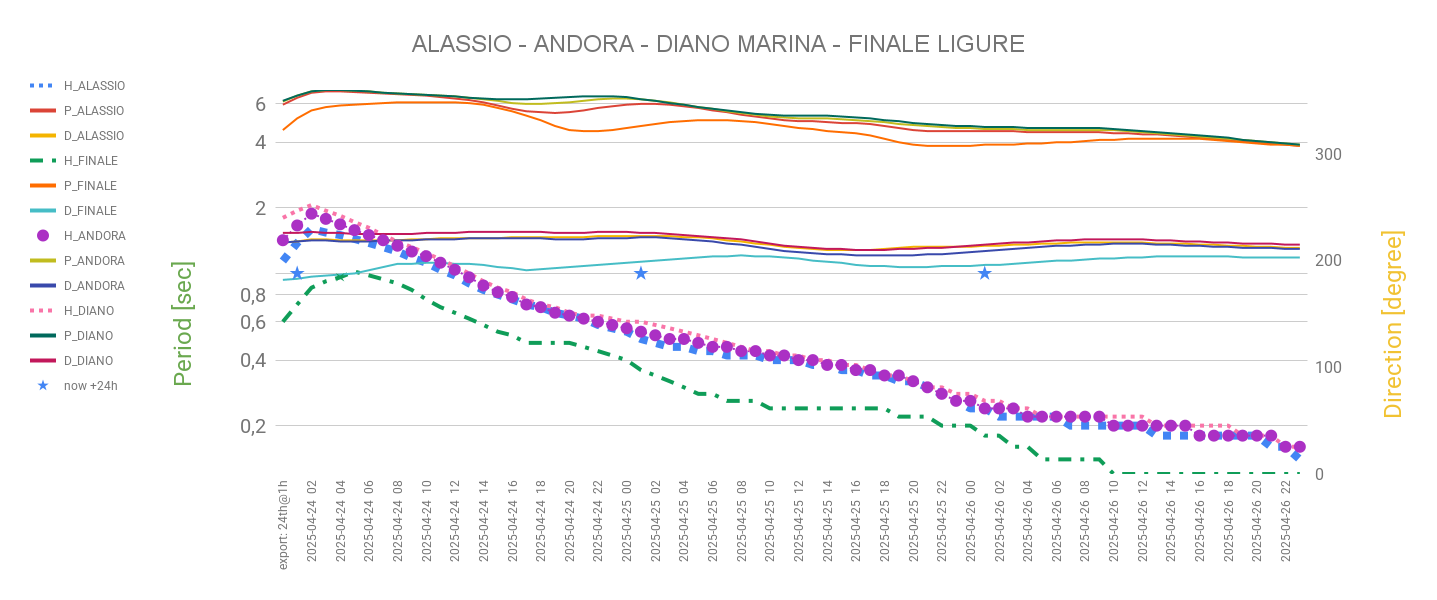 ALASSIO - ANDORA - DIANO MARINA - FINALE LIGURE
H_ALASSIO
P_ALASSIO
D_ALASSIO
H_FINALE
P_FINALE
D_FINALE
H_ANDORA
P_ANDORA
D_ANDORA
H_DIANO
P_DIANO
D_DIANO
now +24h
Period [sec]
6
4
2
0,8
0,6
0,4
0,2
300
200
100
0
Direction [degree]
export: 24th@1h
2025-04-24 02
2025-04-24 04
2025-04-24 06
2025-04-24 08
2025-04-24 10
2025-04-24 12
2025-04-24 14
2025-04-24 16
2025-04-24 18
2025-04-24 20
2025-04-24 22
2025-04-25 00
2025-04-25 02
2025-04-25 04
2025-04-25 06
2025-04-25 08
2025-04-25 10
2025-04-25 12
2025-04-25 14
2025-04-25 16
2025-04-25 18
2025-04-25 20
2025-04-25 22
2025-04-26 00
2025-04-26 02
2025-04-26 04
2025-04-26 06
2025-04-26 08
2025-04-26 10
2025-04-26 12
2025-04-26 14
2025-04-26 16
2025-04-26 18
2025-04-26 20
2025-04-26 22